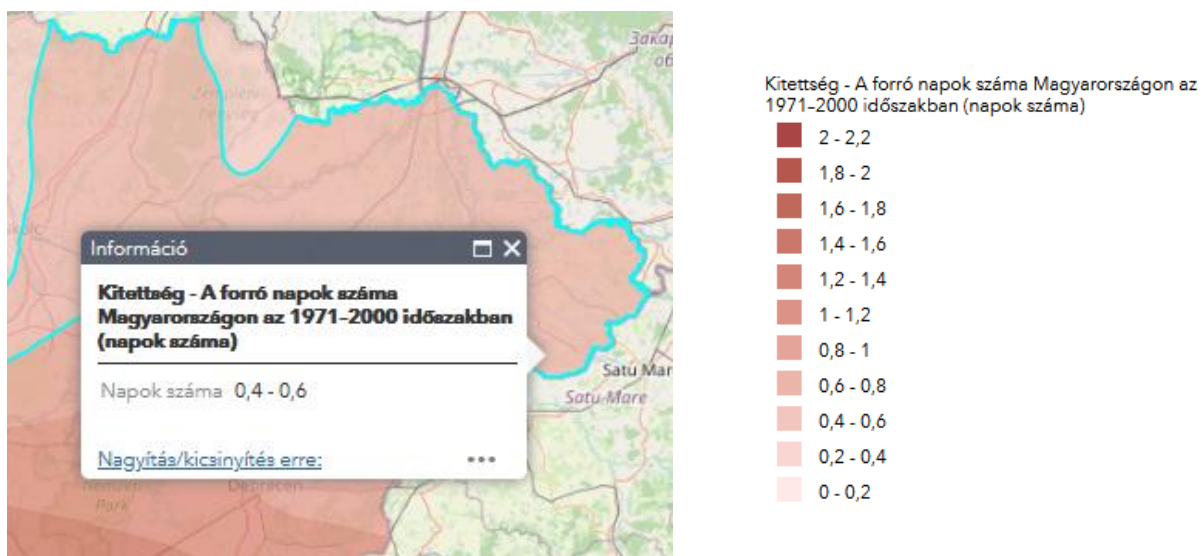 Закар
об
Zemplén
Információ
Kitettség - A forró napok száma
Magyarországon az 1971–2000 időszakban
(napok száma)
Napok száma 0,4 - 0,6
Nagyítás/kicsinyítés erre:
Satu Mar
Satu Mare
Debrecen
Park
Kitettség - A forró napok száma Magyarországon az
1971–2000 időszakban (napok száma)
2 - 2,2
1,8 - 2
1,6 - 1,8
1,4 - 1,6
1,2 - 1,4
1 - 1,2
0,8 - 1
0,6 - 0,8
0,4 - 0,6
0,2 - 0,4
0 - 0,2